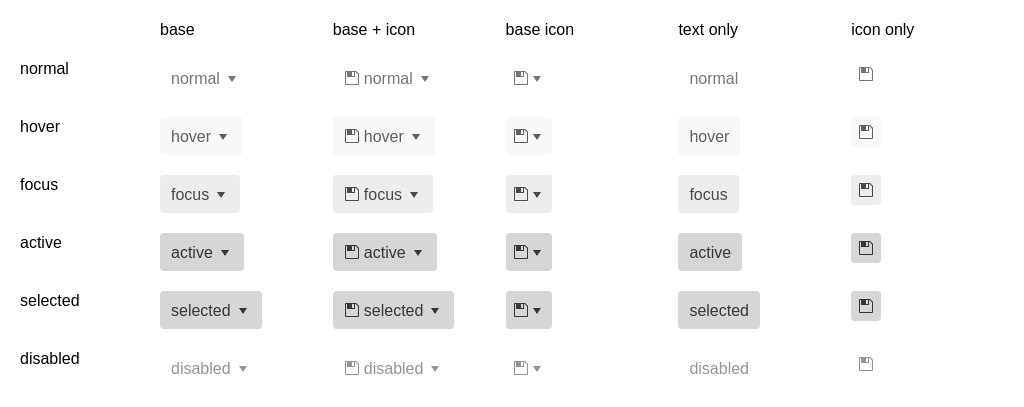 base base + icon base icon text only icon only
normal normal normal normal
hover hover hover hover
focus focus focus focus
active active active active
selected selected selected selected
disabled disabled disabled disabled